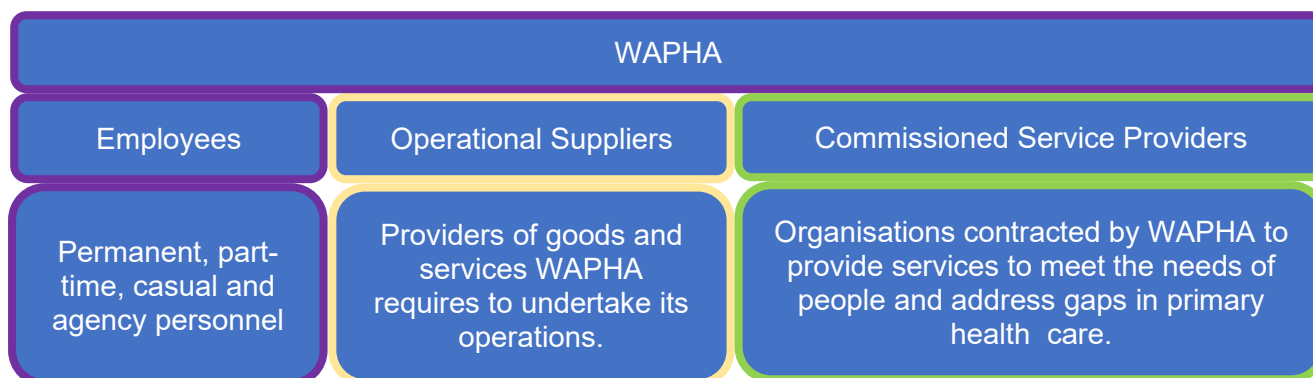 WAPHA
Employees
Operational Suppliers
Commissioned Service Providers
Permanent, part-
time, casual and
agency personnel
Providers of goods and
services WAPHA
requires to undertake its
operations.
Organisations contracted by WAPHA to
provide services to meet the needs of
people and address gaps in primary
health  care.